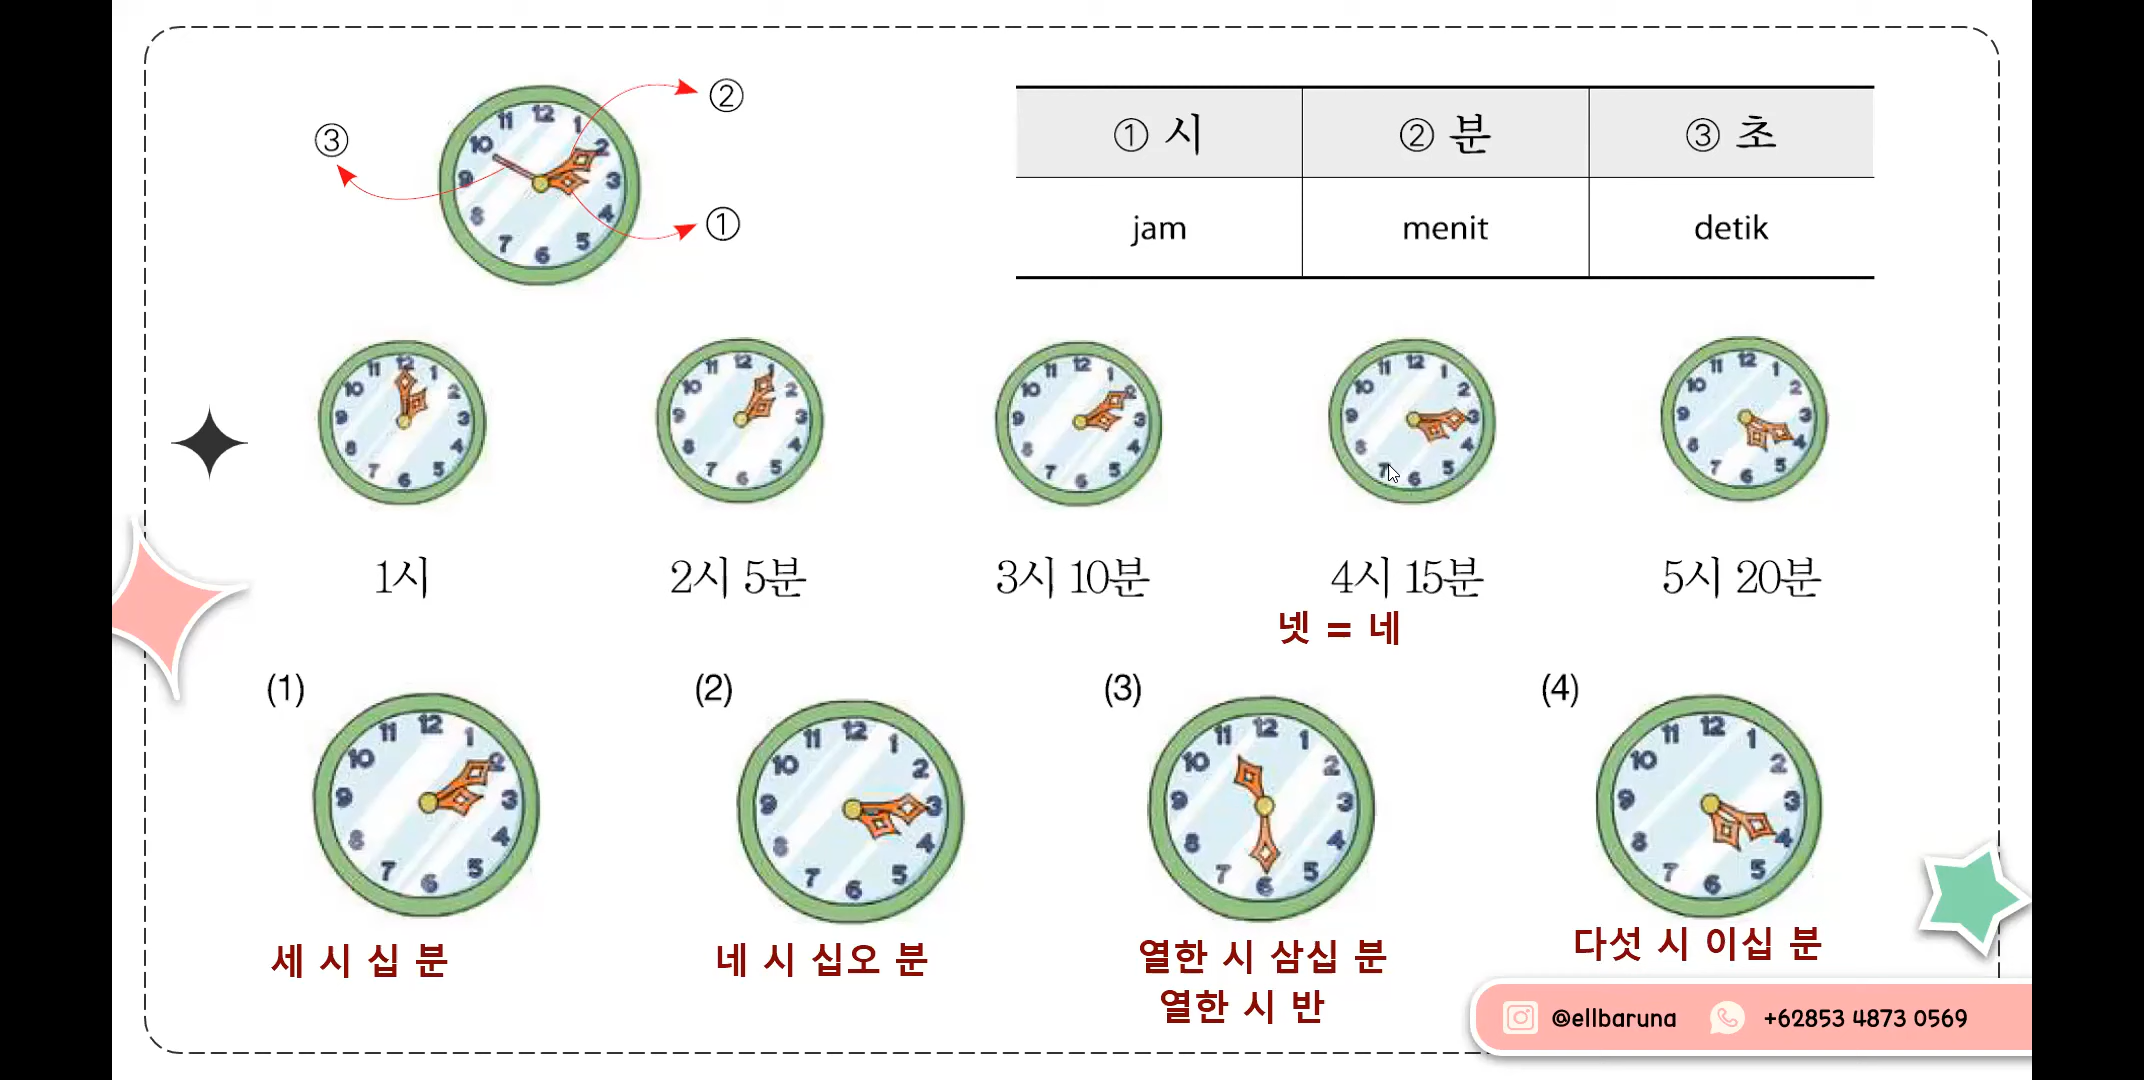 ②
③
①
① 시 ② 분 ③ 초
jam menit detik
1시 2시 5분 3시 10분 4시 15분 5시 20분
넷 = 네
(1) (2) (3) (4)
세 시 십 분 네 시 십오 분 열한 시 삼십 분 다섯 시 이십 분
열한 시 반
@ellbaruna +62853 4873 0569